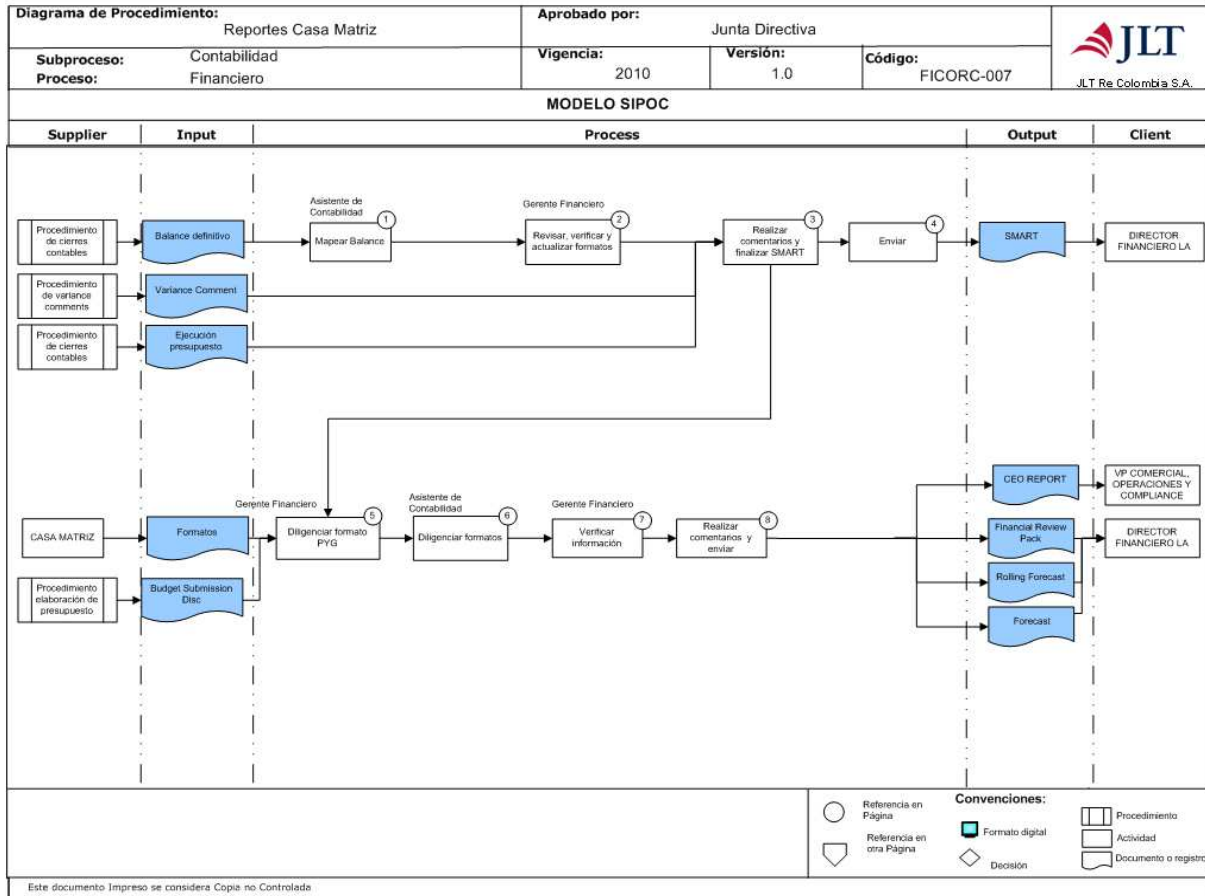 Diagrama de Procedimiento:
Reportes Casa Matriz
Aprobado por:
Junta Directiva
Subproceso:
Contabilidad
Proceso:
Financiero
Vigencia:
2010
Versión:
1.0
Código:
FICORC-007
JLT
JLT Re Colombia S.A.
MODELO SIPOC
Supplier
Input
Process
Output
Client
Asistente de
Contabilidad
Gerente Financiero
Procedimiento
de cierres
contables
Balance definitivo
1
Mapear Balance
2
Revisar, verificar y
actualizar formatos
3
Realizar
comentarios y
finalizar SMART
4
Enviar
SMART
DIRECTOR
FINANCIERO LA
Procedimiento
de variance
comments
Variance Comment
Procedimiento
de cierres
contables
Ejecución
presupuesto
CEO REPORT
VP COMERCIAL,
OPERACIONES Y
COMPLIANCE
Gerente Financiero
Asistente de
Contabilidad
Gerente Financiero
CASA MATRIZ
Formatos
5
Diligenciar formato
PYG
6
Diligenciar formatos
7
Verificar
información
8
Realizar
comentarios y
enviar
Financial Review
Pack
DIRECTOR
FINANCIERO LA
Procedimiento
elaboración de
presupuesto
Budget Submission
Disc
Rolling Forecast
Forecast
Convenciones:
Referencia en
Página
Referencia en
otra Página
Formato digital
Decisión
Procedimiento
Actividad
Documento o registro
Este documento Impreso se considera Copia no Controlada